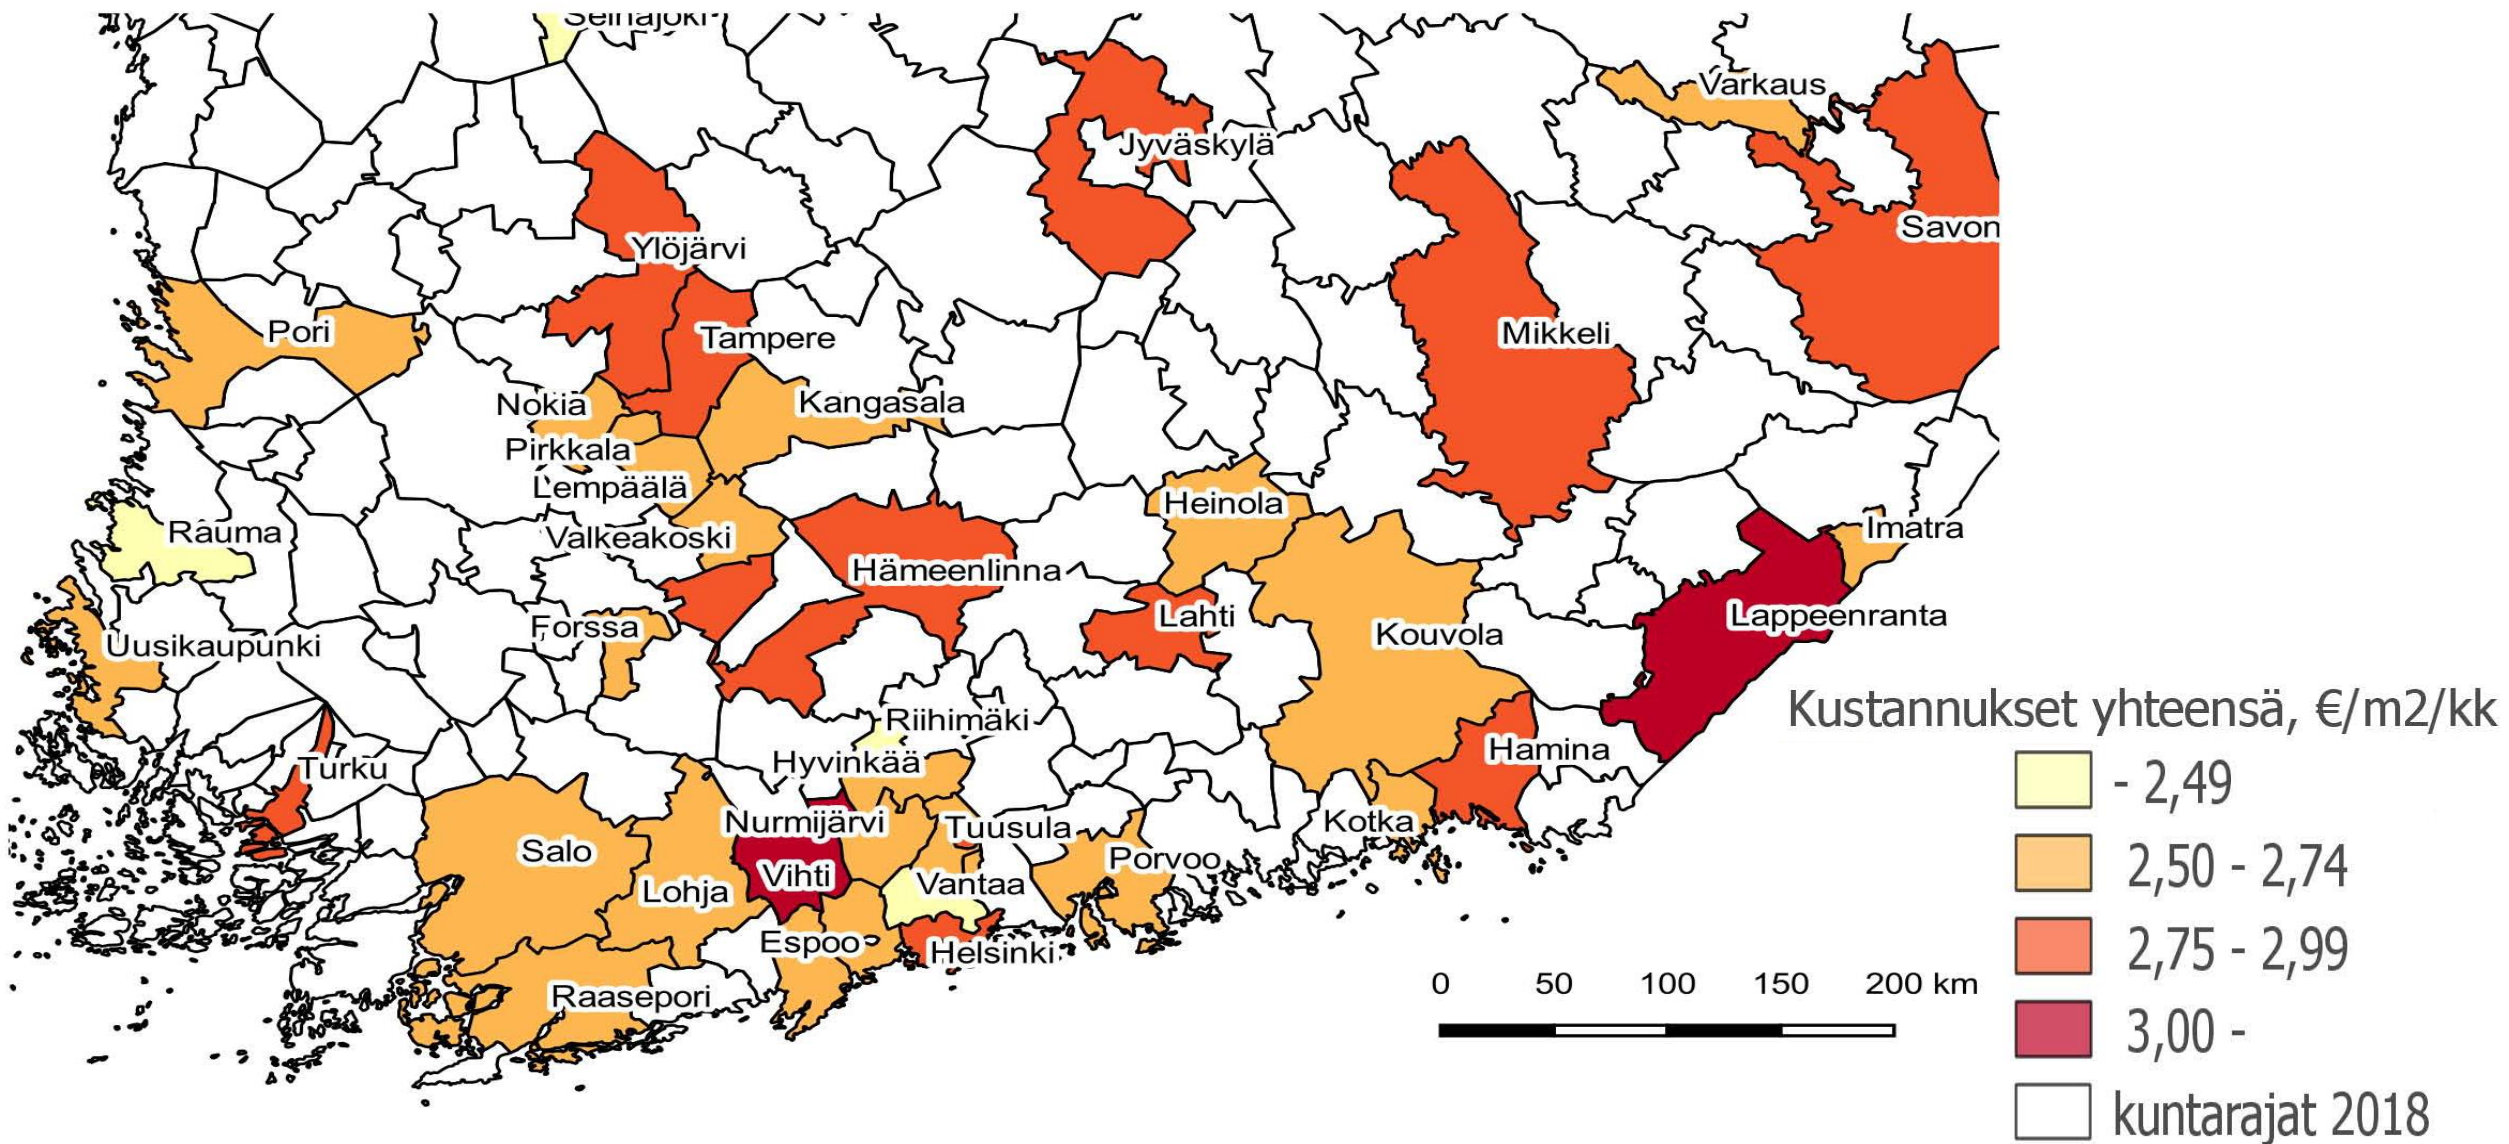 Seinäjoki
Varkaus
Jyväskylä
Savon
Ylöjärvi
Pori
Tampere
Mikkeli
Nokia
Kangasala
Pirkkala
Lempäälä
Heinola
Rauma
Valkeakoski
Imatra
Hämeenlinna
Lahti
Lappeenranta
Forssa
Kouvola
Uusikaupunki
Riihimäki
Hamina
Turku
Hyvinkää
Nurmijärvi
Tuusula
Kotka
Salo
Porvoo
Vihti
Vantaa
Lohja
Espoo
Helsinki
Raasepori
0 50 100 150 200 km
Kustannukset yhteensä, €/m2/kk
- 2,49
2,50 - 2,74
2,75 - 2,99
3,00 -
kuntarajat 2018